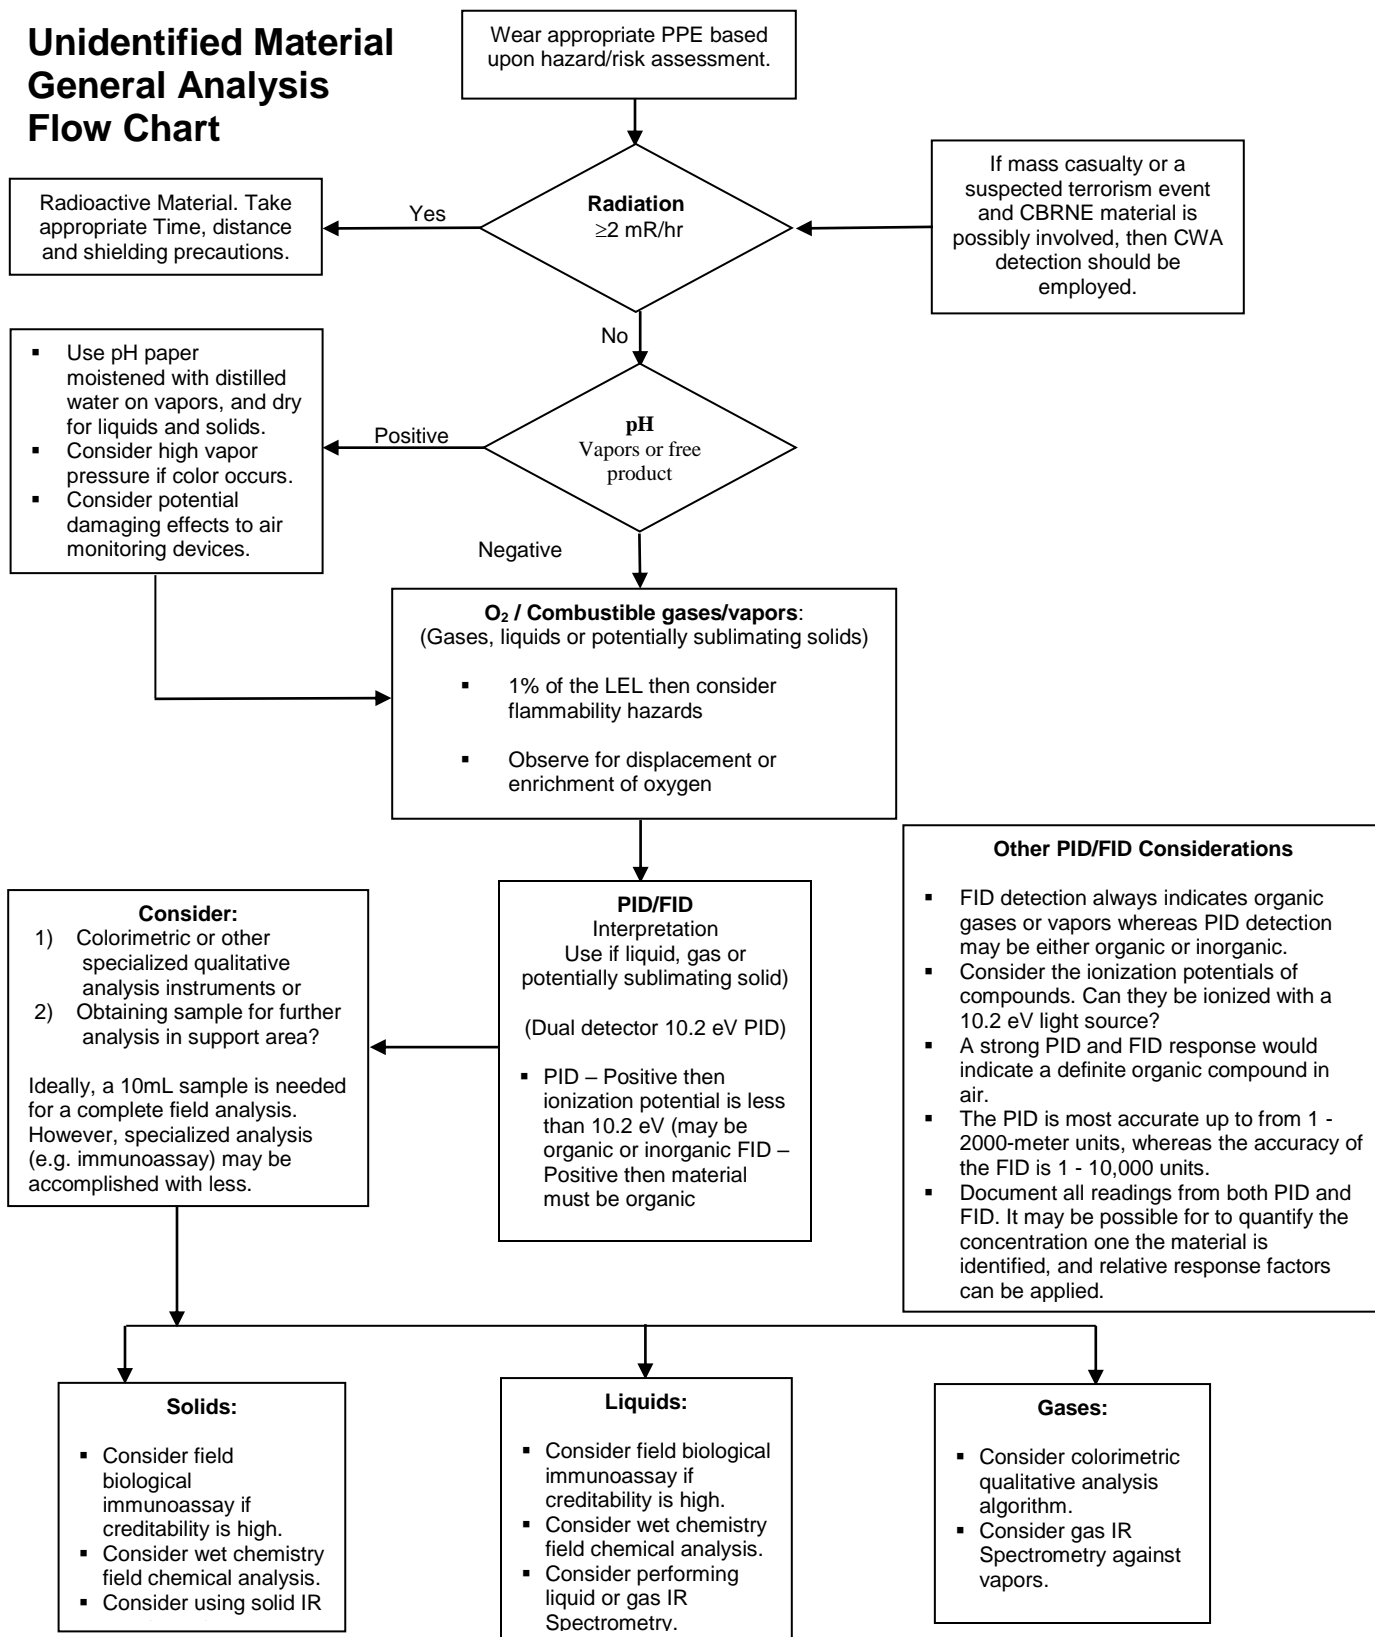 Unidentified Material
General Analysis
Flow Chart
Wear appropriate PPE based
upon hazard/risk assessment.
Radiation
≥2 mR/hr
If mass casualty or a
suspected terrorism event
and CBRNE material is
possibly involved, then CWA
detection should be
employed.
Yes
Radioactive Material. Take
appropriate Time, distance
and shielding precautions.
No
pH
Vapors or free
product
Positive
▪ Use pH paper
moistened with distilled
water on vapors, and dry
for liquids and solids.
▪ Consider high vapor
pressure if color occurs.
▪ Consider potential
damaging effects to air
monitoring devices.
Negative
O₂ / Combustible gases/vapors:
(Gases, liquids or potentially sublimating solids)
▪ 1% of the LEL then consider
flammability hazards
▪ Observe for displacement or
enrichment of oxygen
PID/FID
Interpretation
Use if liquid, gas or
potentially sublimating solid)
(Dual detector 10.2 eV PID)
▪ PID – Positive then
ionization potential is less
than 10.2 eV (may be
organic or inorganic FID –
Positive then material
must be organic
Other PID/FID Considerations
▪ FID detection always indicates organic
gases or vapors whereas PID detection
may be either organic or inorganic.
▪ Consider the ionization potentials of
compounds. Can they be ionized with a
10.2 eV light source?
▪ A strong PID and FID response would
indicate a definite organic compound in
air.
▪ The PID is most accurate up to from 1 -
2000-meter units, whereas the accuracy of
the FID is 1 - 10,000 units.
▪ Document all readings from both PID and
FID. It may be possible for to quantify the
concentration one the material is
identified, and relative response factors
can be applied.
Consider:
1) Colorimetric or other
specialized qualitative
analysis instruments or
2) Obtaining sample for further
analysis in support area?
Ideally, a 10mL sample is needed
for a complete field analysis.
However, specialized analysis
(e.g. immunoassay) may be
accomplished with less.
Solids:
▪ Consider field
biological
immunoassay if
creditability is high.
▪ Consider wet chemistry
field chemical analysis.
▪ Consider using solid IR
Liquids:
▪ Consider field biological
immunoassay if
creditability is high.
▪ Consider wet chemistry
field chemical analysis.
▪ Consider performing
liquid or gas IR
Spectrometry.
Gases:
▪ Consider colorimetric
qualitative analysis
algorithm.
▪ Consider gas IR
Spectrometry against
vapors.